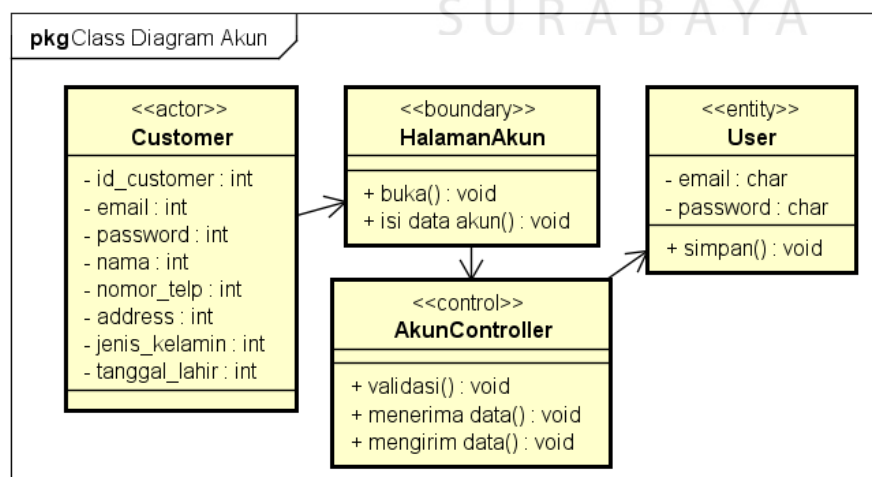 SURABAYA
pkg Class Diagram Akun
<<actor>>
Customer
- id_customer : int
- email : int
- password : int
- nama : int
- nomor_telp : int
- address : int
- jenis_kelamin : int
- tanggal_lahir : int
<<boundary>>
HalamanAkun
+ buka() : void
+ isi data akun() : void
<<entity>>
User
- email : char
- password : char
+ simpan() : void
<<control>>
AkunController
+ validasi() : void
+ menerima data() : void
+ mengirim data() : void